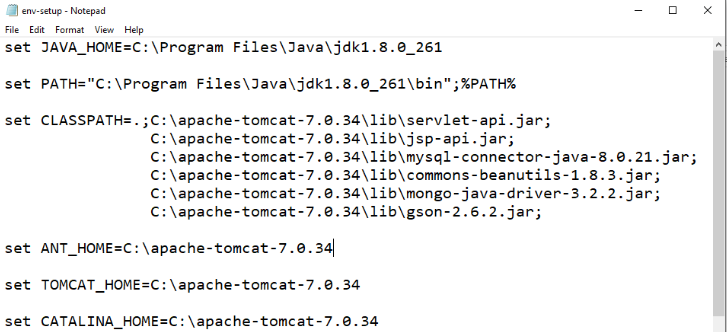 env-setup - Notepad
File Edit Format View Help
set JAVA_HOME=C:\Program Files\Java\jdk1.8.0_261
set PATH="C:\Program Files\Java\jdk1.8.0_261\bin";%PATH%
set CLASSPATH=.;C:\apache-tomcat-7.0.34\lib\servlet-api.jar;
C:\apache-tomcat-7.0.34\lib\jsp-api.jar;
C:\apache-tomcat-7.0.34\lib\mysql-connector-java-8.0.21.jar;
C:\apache-tomcat-7.0.34\lib\commons-beanutils-1.8.3.jar;
C:\apache-tomcat-7.0.34\lib\mongo-java-driver-3.2.2.jar;
C:\apache-tomcat-7.0.34\lib\gson-2.6.2.jar;
set ANT_HOME=C:\apache-tomcat-7.0.34
set TOMCAT_HOME=C:\apache-tomcat-7.0.34
set CATALINA_HOME=C:\apache-tomcat-7.0.34